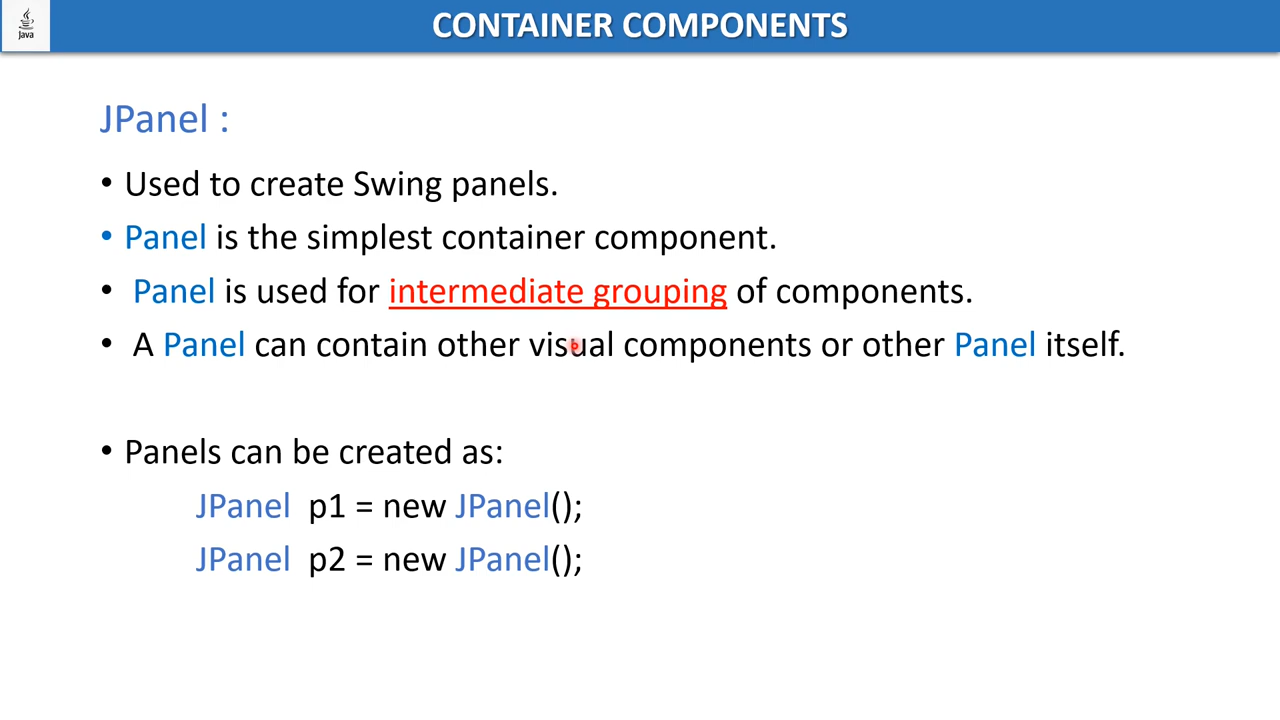 Java
CONTAINER COMPONENTS
JPanel :
• Used to create Swing panels.
• Panel is the simplest container component.
• Panel is used for intermediate grouping of components.
• A Panel can contain other visual components or other Panel itself.
• Panels can be created as:
JPanel p1 = new JPanel();
JPanel p2 = new JPanel();